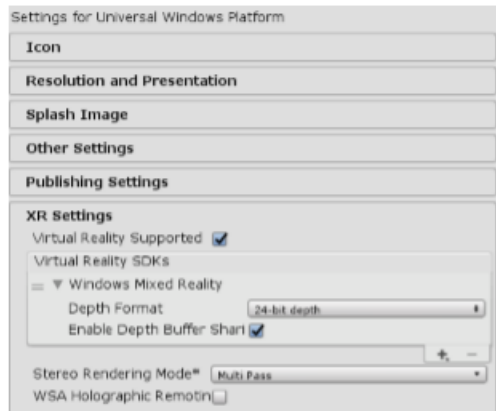 Settings for Universal Windows Platform
Icon
Resolution and Presentation
Splash Image
Other Settings
Publishing Settings
XR Settings
Virtual Reality Supported
Virtual Reality SDKs
Windows Mixed Reality
Depth Format 24-bit depth
Enable Depth Buffer Shari
Stereo Rendering Mode* Multi Pass
WSA Holographic Remotin